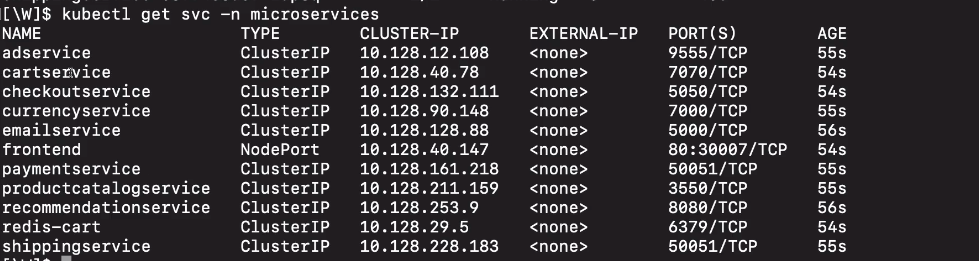 [\W]$ kubectl get svc -n microservices
NAME TYPE CLUSTER-IP EXTERNAL-IP PORT(S) AGE
adservice ClusterIP 10.128.12.108 <none> 9555/TCP 55s
cartservice ClusterIP 10.128.40.78 <none> 7070/TCP 54s
checkoutservice ClusterIP 10.128.132.111 <none> 5050/TCP 54s
currencyservice ClusterIP 10.128.90.148 <none> 7000/TCP 55s
emailservice ClusterIP 10.128.128.88 <none> 5000/TCP 56s
frontend NodePort 10.128.40.147 <none> 80:30007/TCP 54s
paymentservice ClusterIP 10.128.161.218 <none> 50051/TCP 55s
productcatalogservice ClusterIP 10.128.211.159 <none> 3550/TCP 55s
recommendationservice ClusterIP 10.128.253.9 <none> 8080/TCP 56s
redis-cart ClusterIP 10.128.29.5 <none> 6379/TCP 54s
shippingservice ClusterIP 10.128.228.183 <none> 50051/TCP 55s
[\W]$